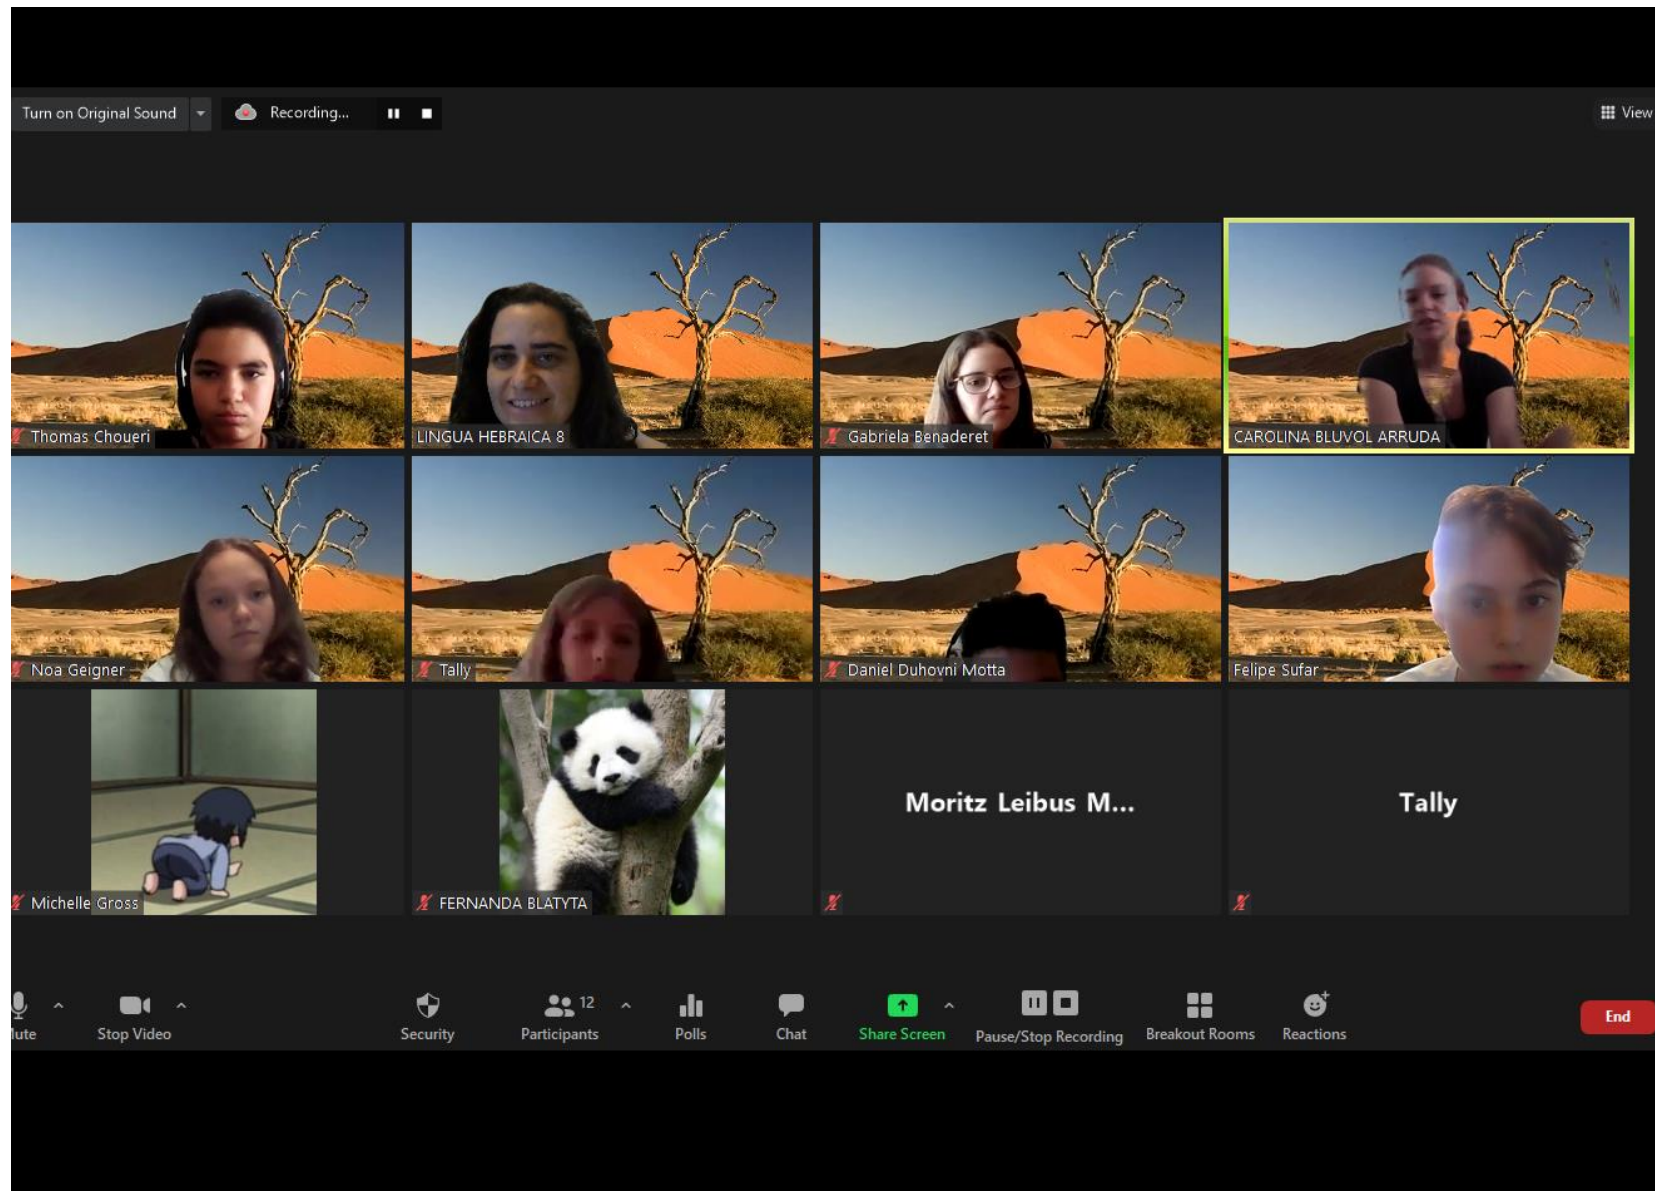 Turn on Original Sound
Recording...
View
Thomas Choueri
LINGUA HEBRAICA 8
Gabriela Benaderet
CAROLINA BLUVOL ARRUDA
Noa Geigner
Tally
Daniel Duhovni Motta
Felipe Sufar
Michelle Gross
FERNANDA BLATYTA
Moritz Leibus M...
Tally
lute
Stop Video
Security
12
Participants
Polls
Chat
Share Screen
Pause/Stop Recording
Breakout Rooms
Reactions
End